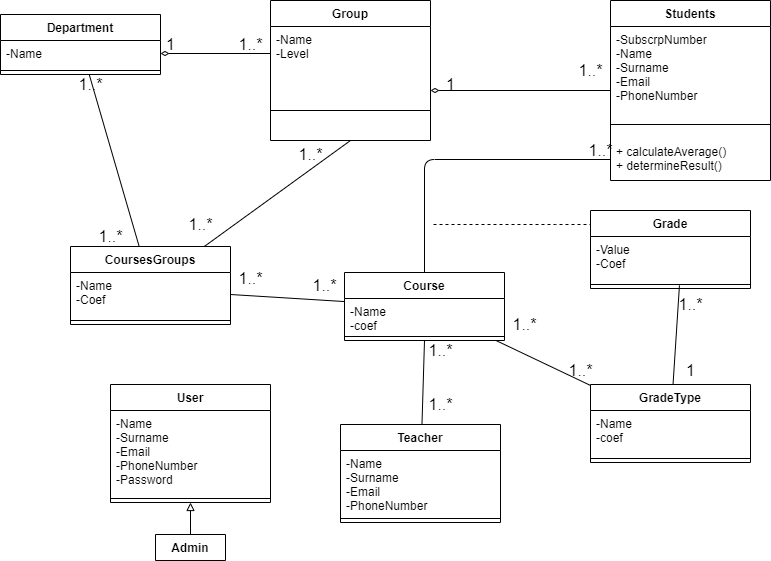 Department
-Name
1
1..*
Group
-Name
-Level
1
1..*
Students
-SubscrpNumber
-Name
-Surname
-Email
-PhoneNumber
+ calculateAverage()
+ determineResult()
1..*
1..*
1..*
1..*
1..*
CoursesGroups
-Name
-Coef
1..*
1..*
Course
-Name
-coef
Grade
-Value
-Coef
1..*
1
1..*
1..*
1..*
1..*
GradeType
-Name
-coef
User
-Name
-Surname
-Email
-PhoneNumber
-Password
Teacher
-Name
-Surname
-Email
-PhoneNumber
Admin